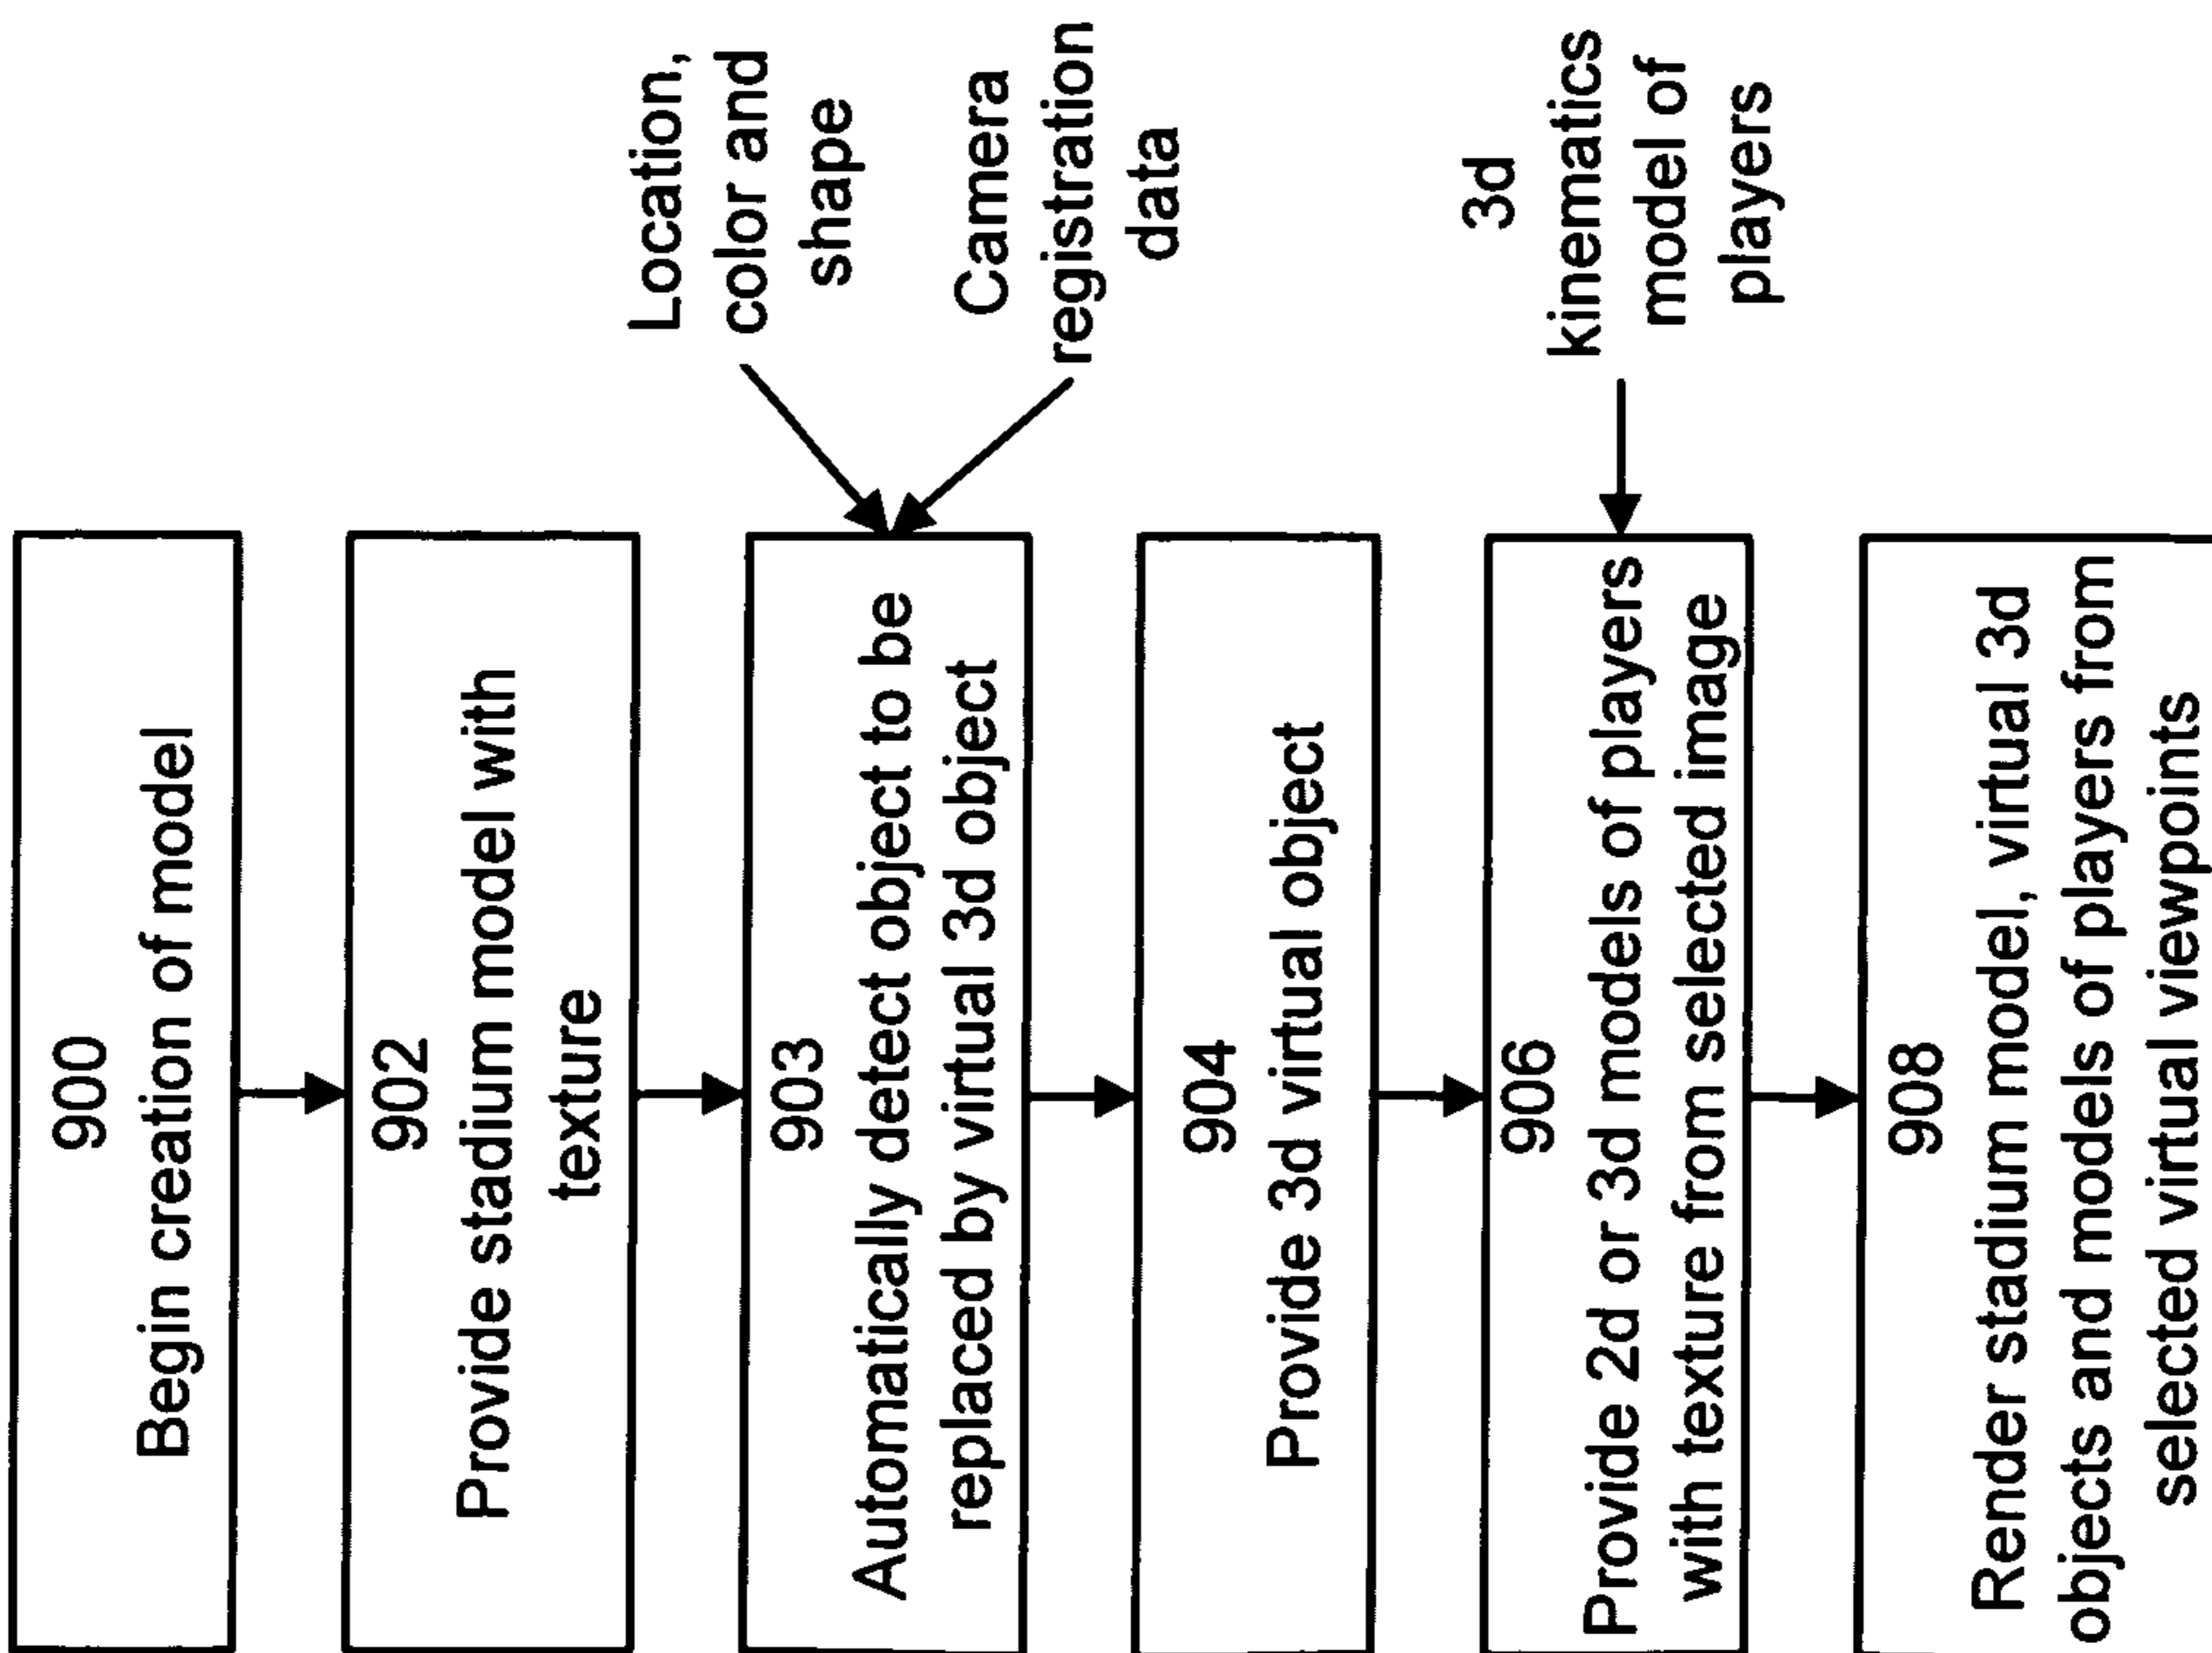 900
Begin creation of model
902
Provide stadium model with
texture
903
Automatically detect object to be
replaced by virtual 3d object
Location,
color and
shape
Camera
registration
data
904
Provide 3d virtual object
906
Provide 2d or 3d models of players
with texture from selected image
3d
kinematics
model of
players
908
Render stadium model, virtual 3d
objects and models of players from
selected virtual viewpoints